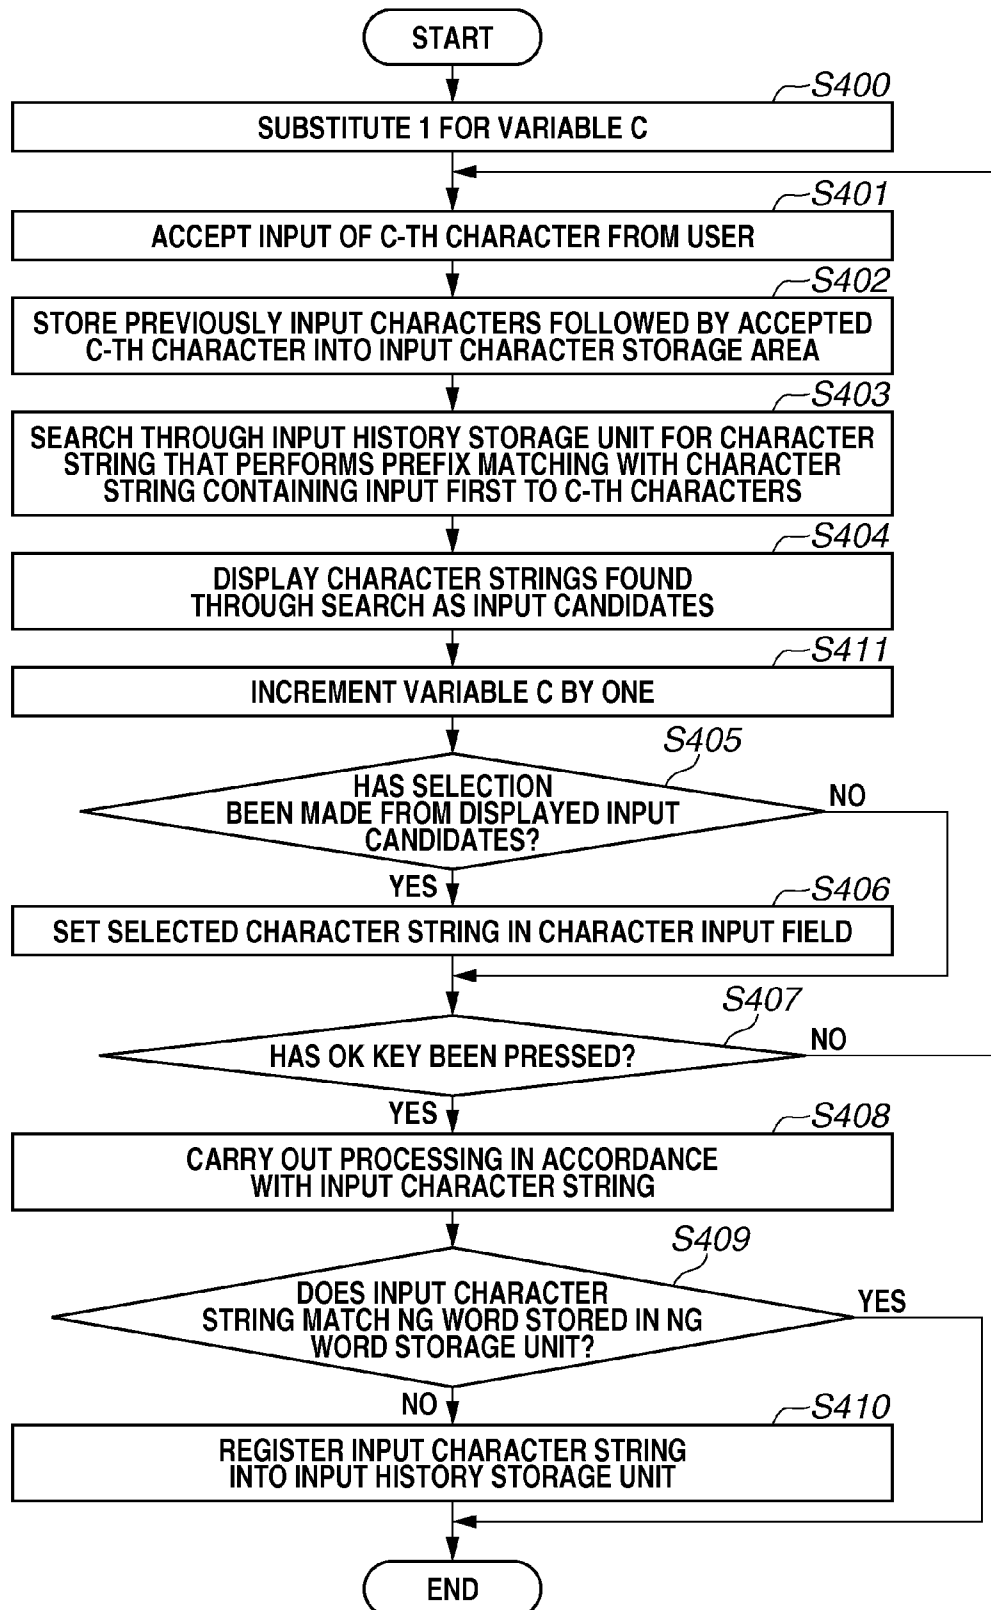 START
S400
SUBSTITUTE 1 FOR VARIABLE C
S401
ACCEPT INPUT OF C-TH CHARACTER FROM USER
S402
STORE PREVIOUSLY INPUT CHARACTERS FOLLOWED BY ACCEPTED
C-TH CHARACTER INTO INPUT CHARACTER STORAGE AREA
S403
SEARCH THROUGH INPUT HISTORY STORAGE UNIT FOR CHARACTER
STRING THAT PERFORMS PREFIX MATCHING WITH CHARACTER
STRING CONTAINING INPUT FIRST TO C-TH CHARACTERS
S404
DISPLAY CHARACTER STRINGS FOUND
THROUGH SEARCH AS INPUT CANDIDATES
S411
INCREMENT VARIABLE C BY ONE
S405
HAS SELECTION
BEEN MADE FROM DISPLAYED INPUT
CANDIDATES?
NO
YES
S406
SET SELECTED CHARACTER STRING IN CHARACTER INPUT FIELD
S407
HAS OK KEY BEEN PRESSED?
NO
YES
S408
CARRY OUT PROCESSING IN ACCORDANCE
WITH INPUT CHARACTER STRING
S409
DOES INPUT CHARACTER
STRING MATCH NG WORD STORED IN NG
WORD STORAGE UNIT?
YES
NO
S410
REGISTER INPUT CHARACTER STRING
INTO INPUT HISTORY STORAGE UNIT
END